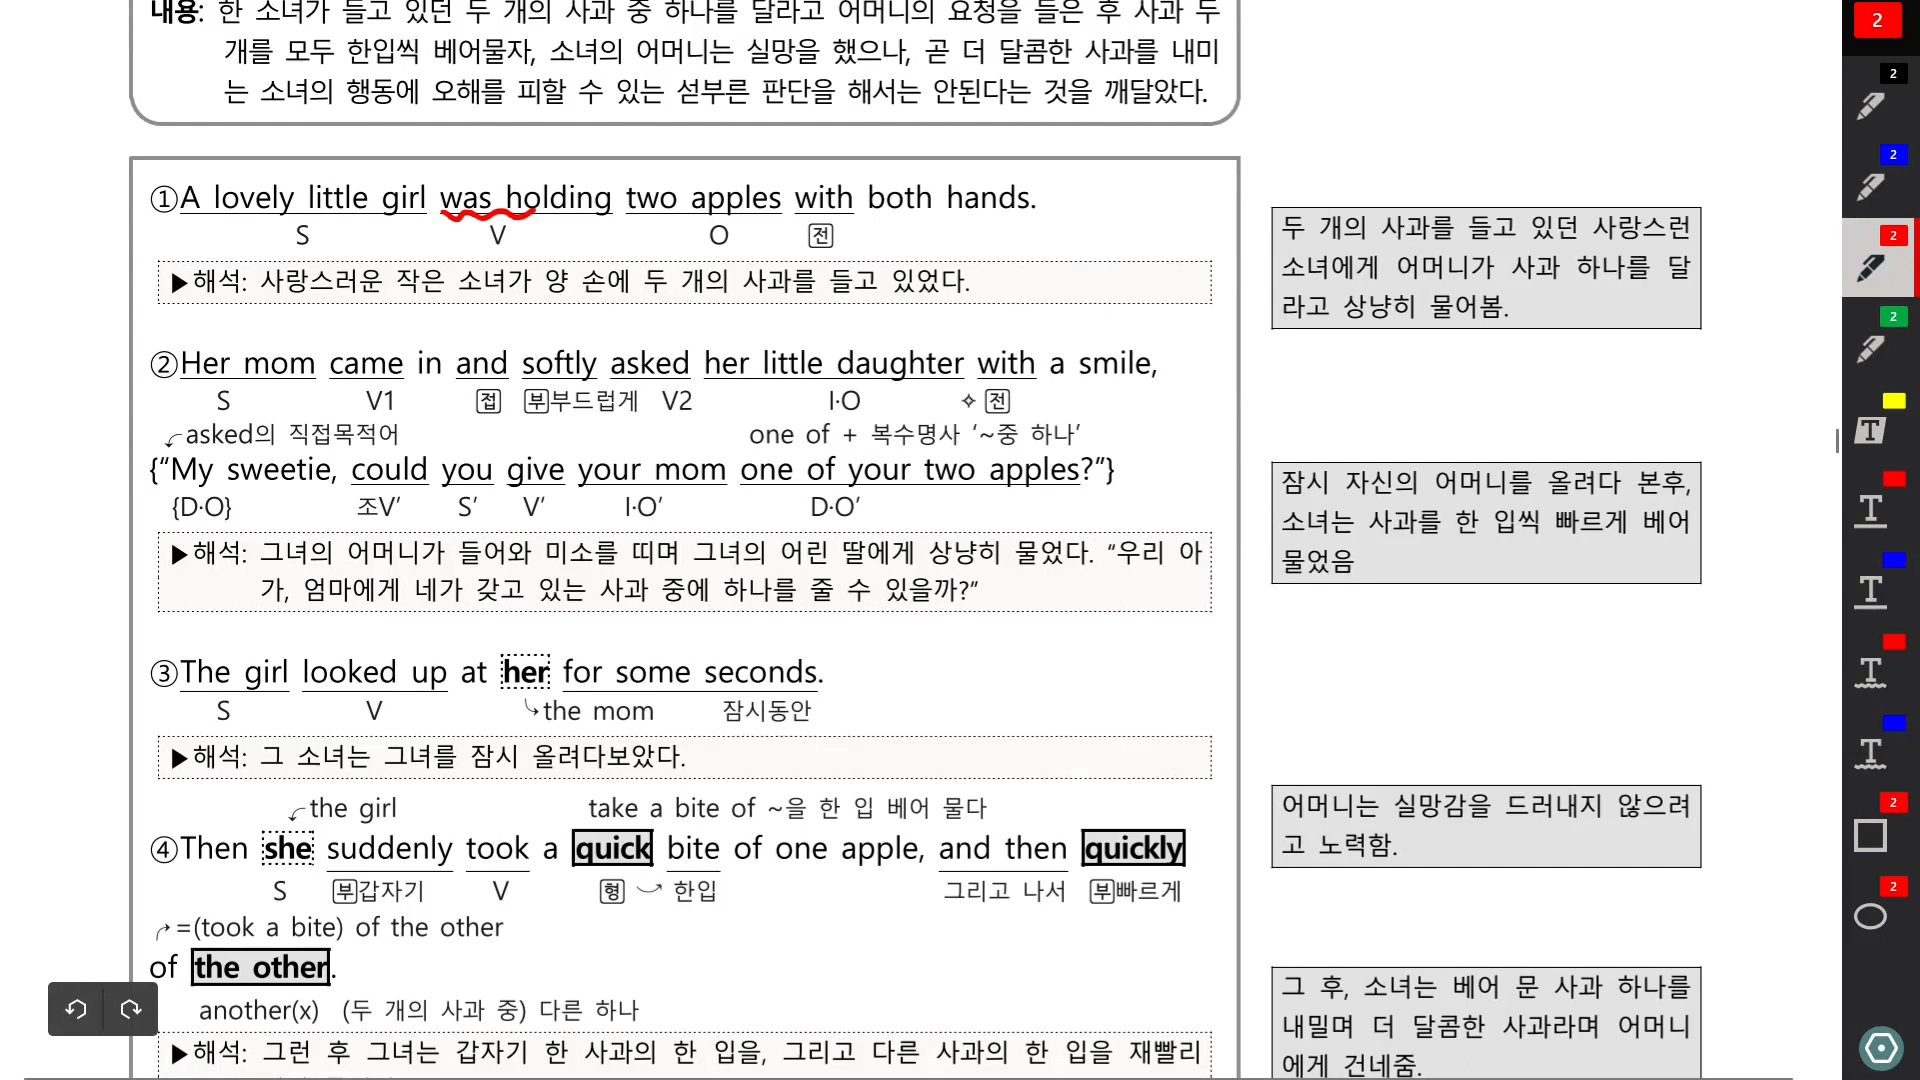 내용: 한 소녀가 들고 있던 두 개의 사과 중 하나를 달라고 어머니의 요청을 들은 후 사과 두
개를 모두 한입씩 베어물자, 소녀의 어머니는 실망을 했으나, 곧 더 달콤한 사과를 내미
는 소녀의 행동에 오해를 피할 수 있는 섣부른 판단을 해서는 안된다는 것을 깨달았다.
①A lovely little girl was holding two apples with both hands.
S V O 전
▶해석: 사랑스러운 작은 소녀가 양 손에 두 개의 사과를 들고 있었다.
②Her mom came in and softly asked her little daughter with a smile,
S V1 접 부부드럽게 V2 I·O ✧ 전
asked의 직접목적어 one of + 복수명사 ‘~중 하나’
{“My sweetie, could you give your mom one of your two apples?”}
{D·O} 조V′ S′ V′ I·O′ D·O′
▶해석: 그녀의 어머니가 들어와 미소를 띠며 그녀의 어린 딸에게 상냥히 물었다. “우리 아
가, 엄마에게 네가 갖고 있는 사과 중에 하나를 줄 수 있을까?”
③The girl looked up at her for some seconds.
S V the mom 잠시동안
▶해석: 그 소녀는 그녀를 잠시 올려다보았다.
the girl take a bite of ~을 한 입 베어 물다
④Then she suddenly took a quick bite of one apple, and then quickly
S 부갑자기 V 형 한입 그리고 나서 부빠르게
=(took a bite) of the other
of the other.
another(x) (두 개의 사과 중) 다른 하나
▶해석: 그런 후 그녀는 갑자기 한 사과의 한 입을, 그리고 다른 사과의 한 입을 재빨리
두 개의 사과를 들고 있던 사랑스런
소녀에게 어머니가 사과 하나를 달
라고 상냥히 물어봄.
잠시 자신의 어머니를 올려다 본후,
소녀는 사과를 한 입씩 빠르게 베어
물었음
어머니는 실망감을 드러내지 않으려
고 노력함.
그 후, 소녀는 베어 문 사과 하나를
내밀며 더 달콤한 사과라며 어머니
에게 건네줌.
2
2
2
2
2
T
T
T
T
T
2
2